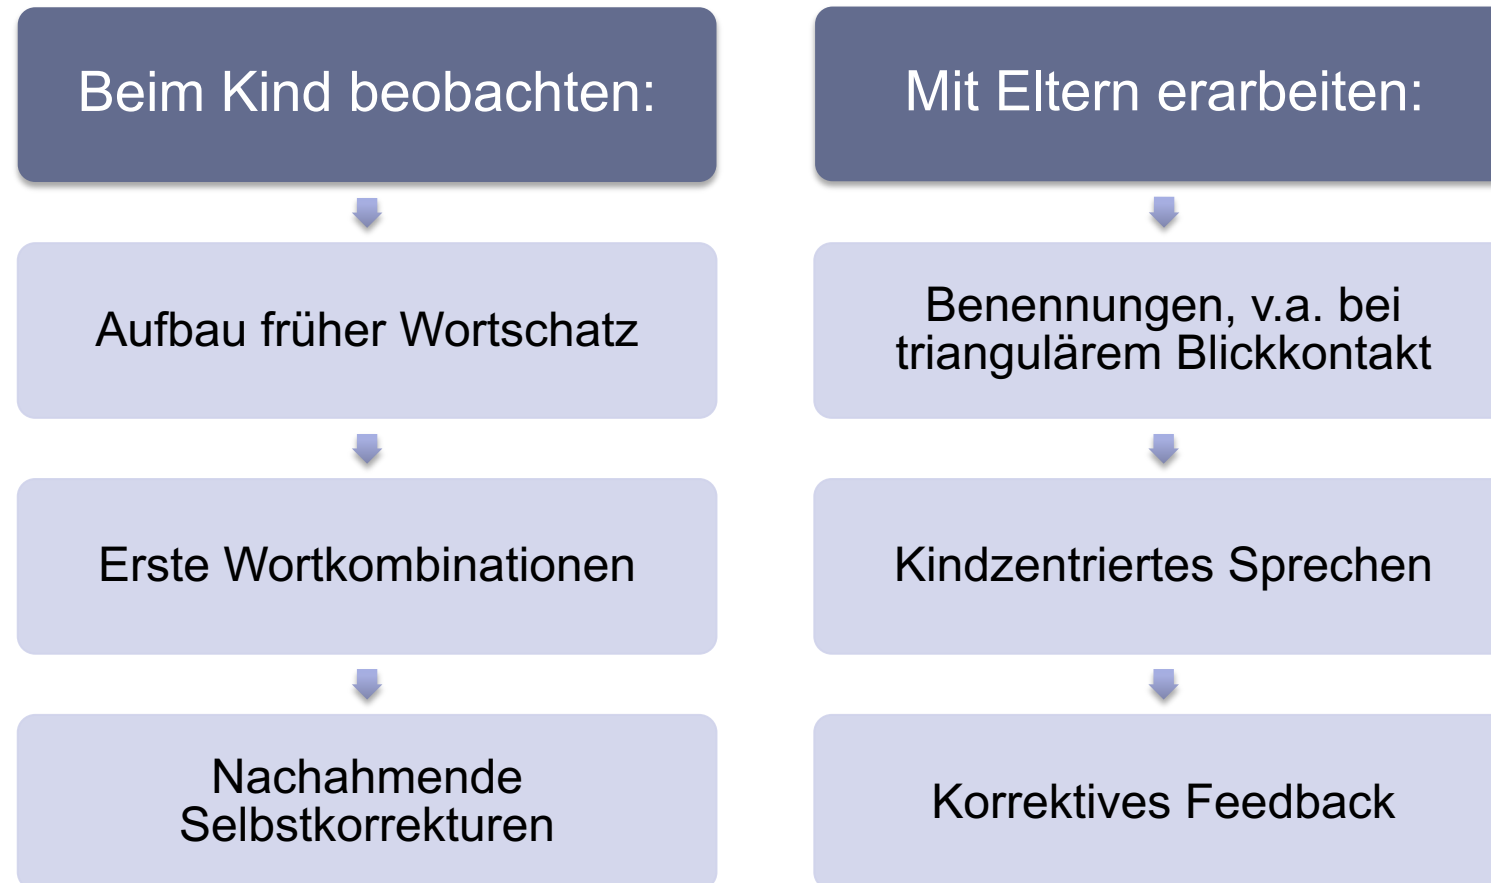 Beim Kind beobachten:
Aufbau früher Wortschatz
Erste Wortkombinationen
Nachahmende
Selbstkorrekturen
Mit Eltern erarbeiten:
Benennungen, v.a. bei
triangulärem Blickkontakt
Kindzentriertes Sprechen
Korrektives Feedback